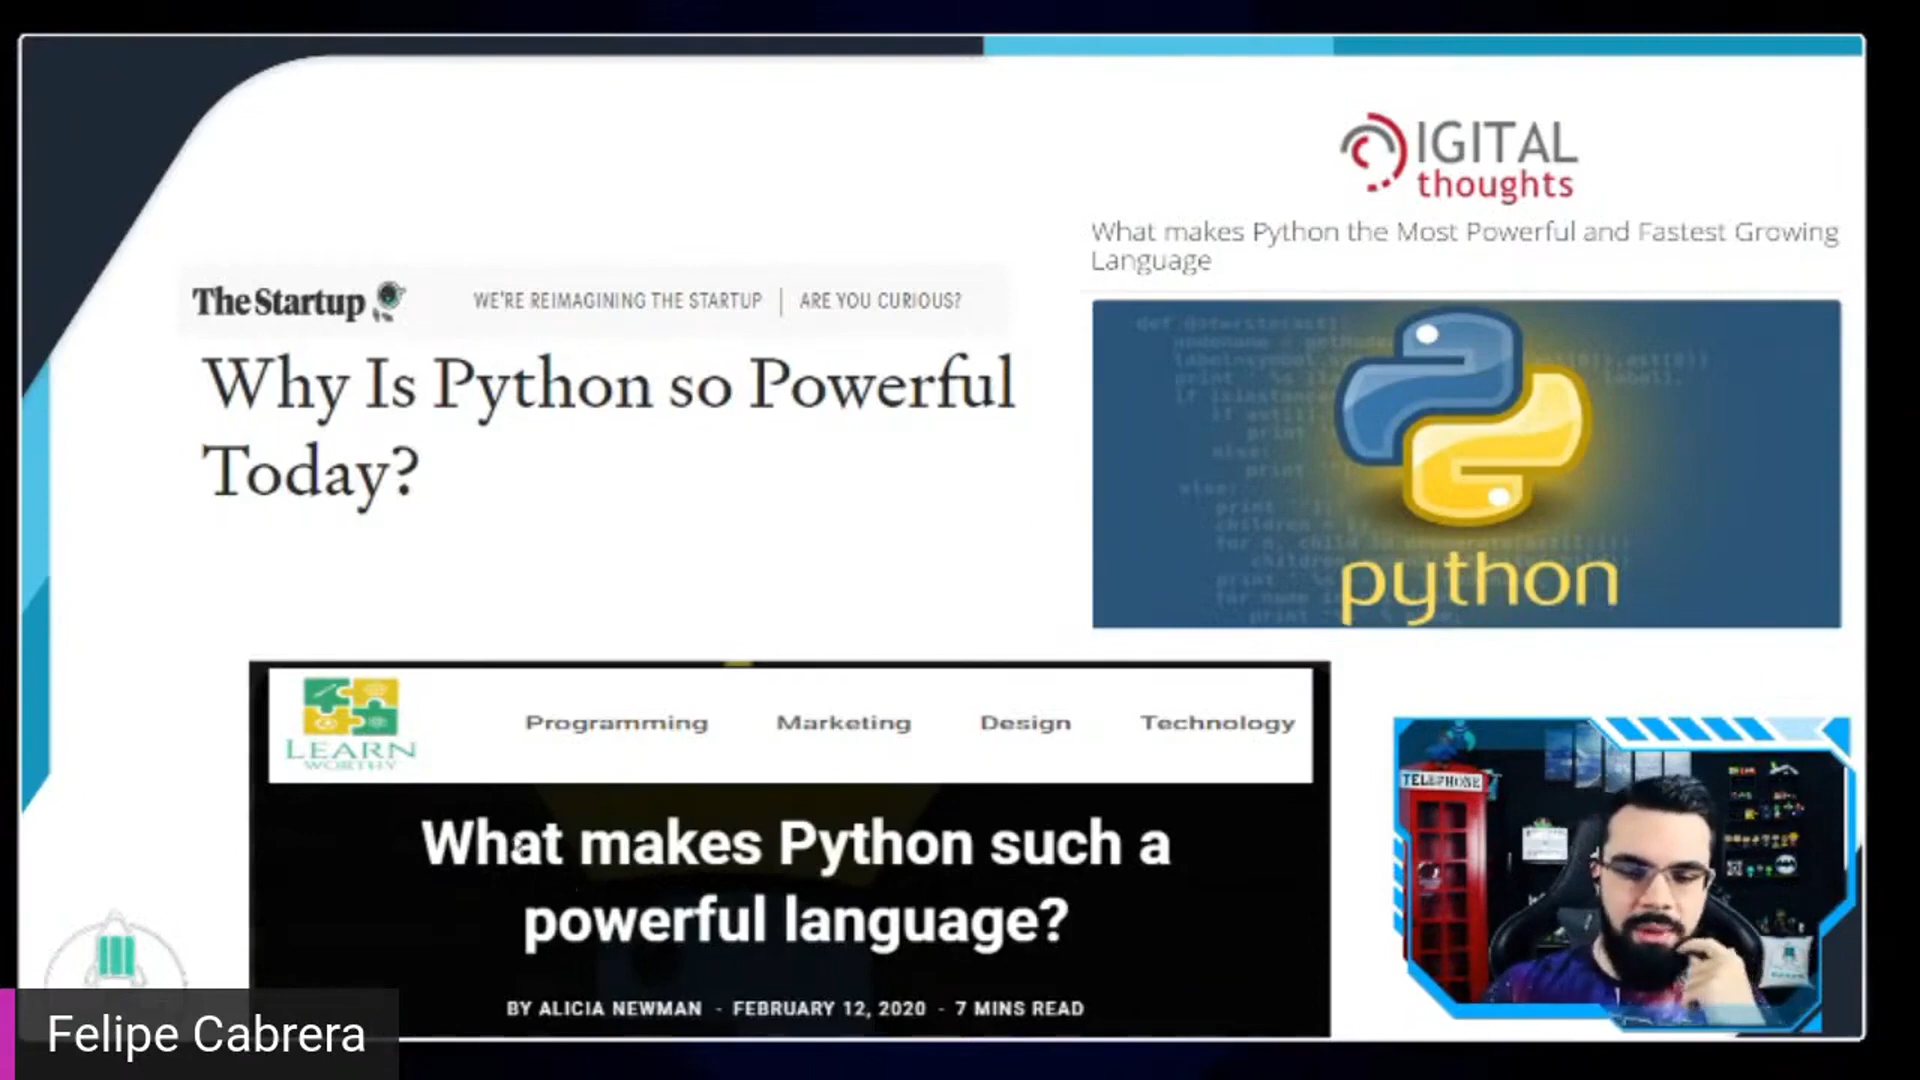 IGITAL
thoughts
What makes Python the Most Powerful and Fastest Growing
Language
The Startup
WE'RE REIMAGINING THE STARTUP | ARE YOU CURIOUS?
Why Is Python so Powerful
Today?
python
LEARN
WORTHY
Programming Marketing Design Technology
What makes Python such a
powerful language?
BY ALICIA NEWMAN - FEBRUARY 12, 2020 - 7 MINS READ
TELEPHONE
Felipe Cabrera